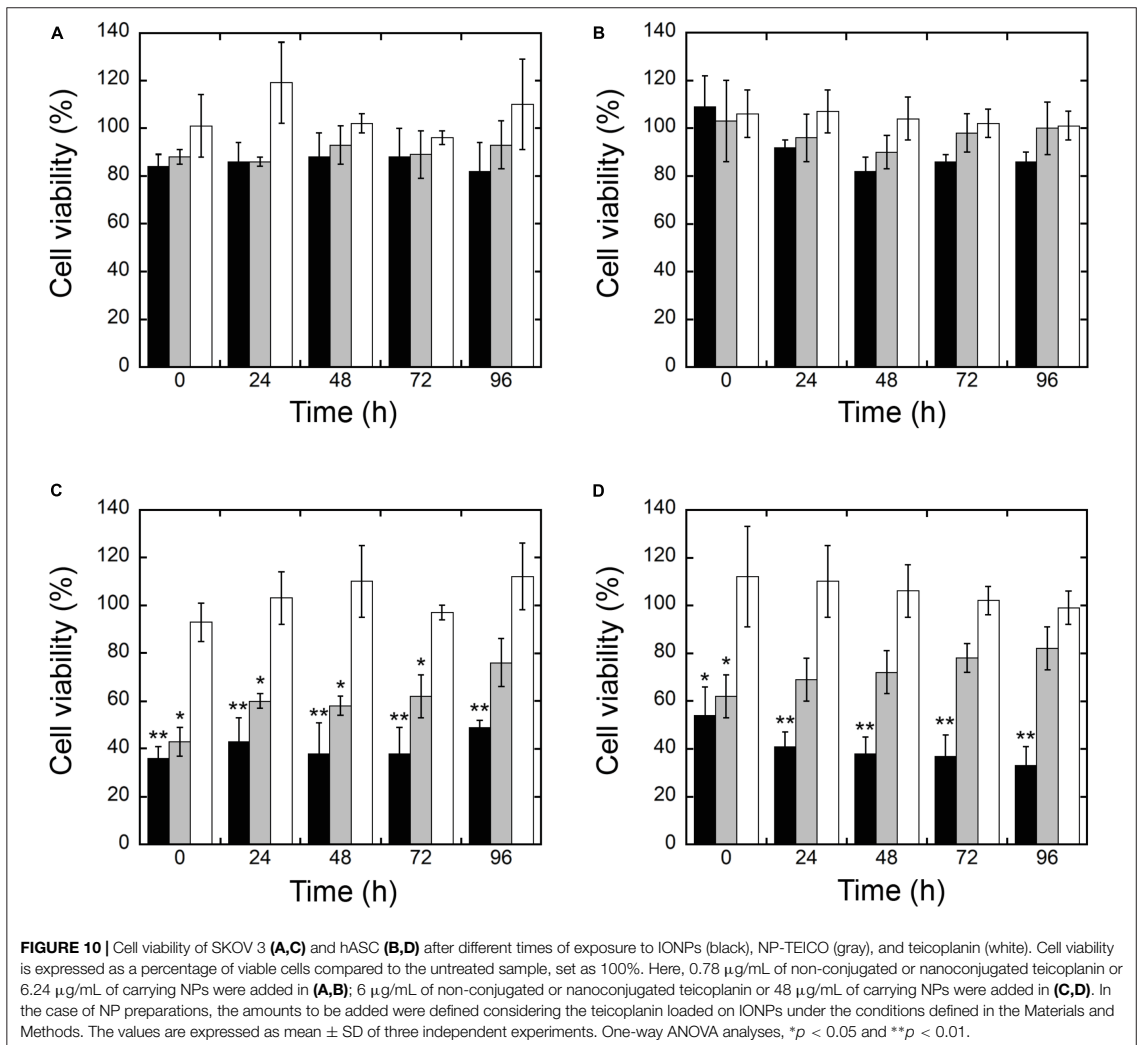 A
140
120
100
80
60
40
20
0
Cell viability (%)
0 24 48 72 96
Time (h)
B
140
120
100
80
60
40
20
0
Cell viability (%)
0 24 48 72 96
Time (h)
C
140
120
100
80
60
40
20
0
Cell viability (%)
** * ** * ** * ** * **
0 24 48 72 96
Time (h)
D
140
120
100
80
60
40
20
0
Cell viability (%)
* * ** ** ** **
0 24 48 72 96
Time (h)
FIGURE 10 | Cell viability of SKOV 3 (A,C) and hASC (B,D) after different times of exposure to IONPs (black), NP-TEICO (gray), and teicoplanin (white). Cell viability
is expressed as a percentage of viable cells compared to the untreated sample, set as 100%. Here, 0.78 μg/mL of non-conjugated or nanoconjugated teicoplanin or
6.24 μg/mL of carrying NPs were added in (A,B); 6 μg/mL of non-conjugated or nanoconjugated teicoplanin or 48 μg/mL of carrying NPs were added in (C,D). In
the case of NP preparations, the amounts to be added were defined considering the teicoplanin loaded on IONPs under the conditions defined in the Materials and
Methods. The values are expressed as mean ± SD of three independent experiments. One-way ANOVA analyses, *p < 0.05 and **p < 0.01.